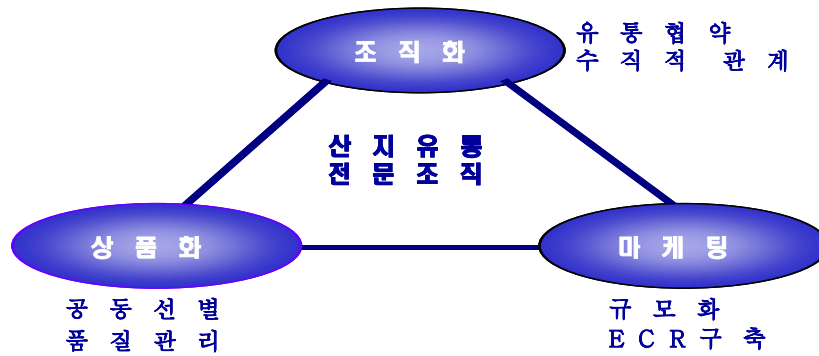 조 직 화
유 통 협 약
수 직 적 관 계
산 지 유 통
전 문 조 직
상 품 화
마 케 팅
공 동 선 별
품 질 관 리
규 모 화
E C R 구 축